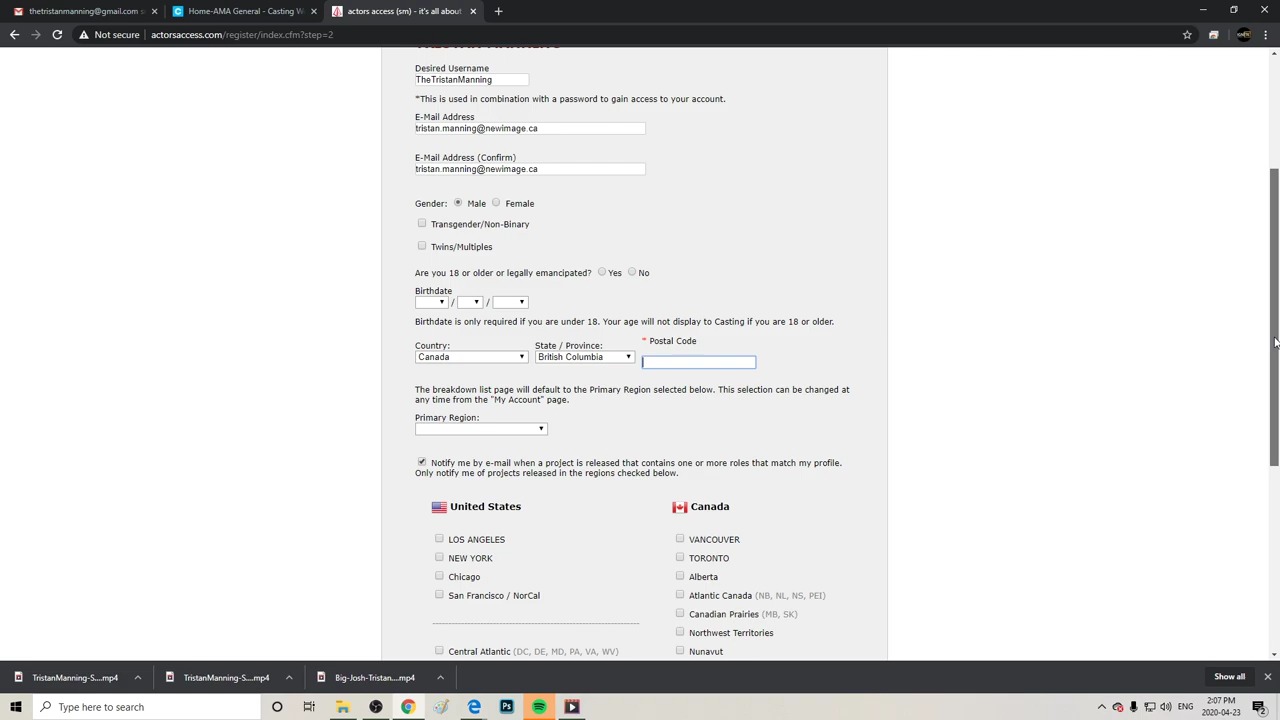 thetristanmanning@gmail.com s
Home-AMA General - Casting W
actors access (sm) - it's all about
Not secure
actorsaccess.com/register/index.cfm?step=2
Desired Username
TheTristanManning
*This is used in combination with a password to gain access to your account.
E-Mail Address
tristan.manning@newimage.ca
E-Mail Address (Confirm)
tristan.manning@newimage.ca
Gender: Male Female
Transgender/Non-Binary
Twins/Multiples
Are you 18 or older or legally emancipated? Yes No
Birthdate
/ /
Birthdate is only required if you are under 18. Your age will not display to Casting if you are 18 or older.
Country: State / Province: * Postal Code
Canada British Columbia
The breakdown list page will default to the Primary Region selected below. This selection can be changed at
any time from the "My Account" page.
Primary Region:
Notify me by e-mail when a project is released that contains one or more roles that match my profile.
Only notify me of projects released in the regions checked below.
United States
LOS ANGELES
NEW YORK
Chicago
San Francisco / NorCal
Central Atlantic (DC, DE, MD, PA, VA, WV)
Canada
VANCOUVER
TORONTO
Alberta
Atlantic Canada (NB, NL, NS, PEI)
Canadian Prairies (MB, SK)
Northwest Territories
Nunavut
TristanManning-S....mp4
TristanManning-S....mp4
Big-Josh-Tristan....mp4
Show all
Type here to search
Ps
ENG
2:07 PM
2020-04-23
2